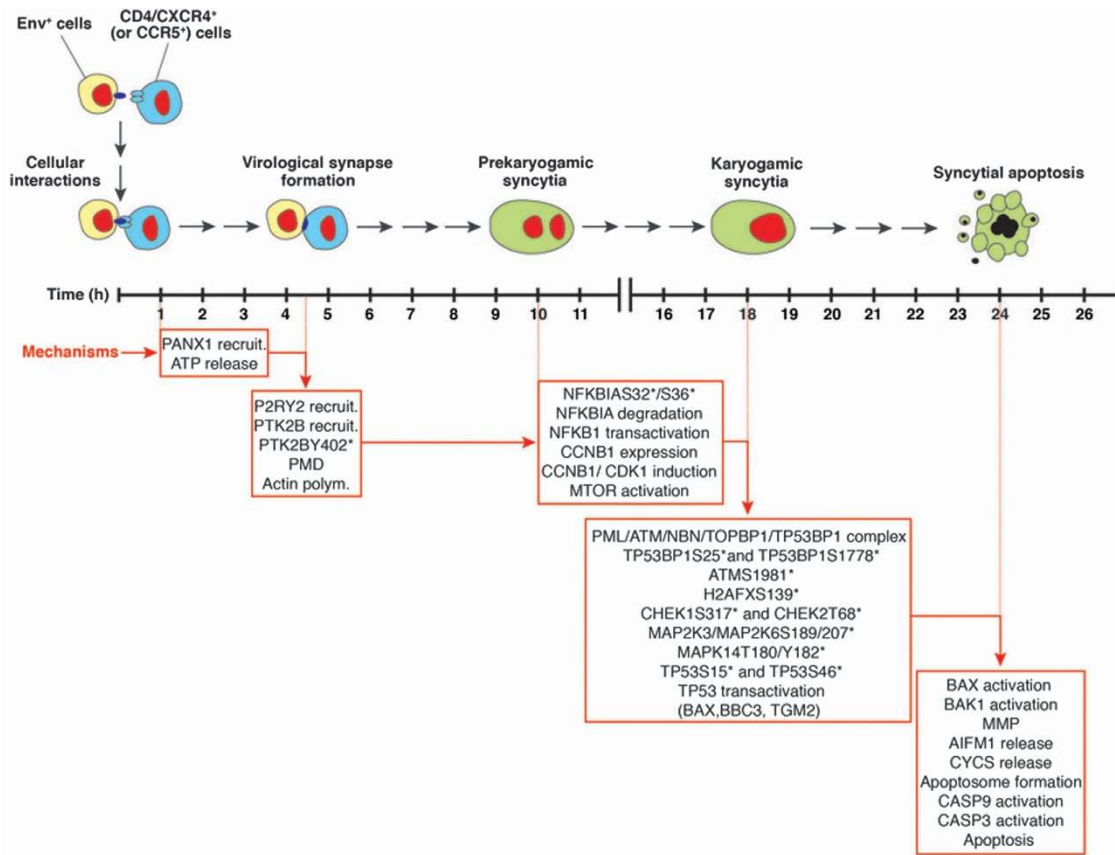 Env⁺ cells
CD4/CXCR4⁺
(or CCR5⁺) cells
Cellular
interactions
Virological synapse
formation
Prekaryogamic
syncytia
Karyogamic
syncytia
Syncytial apoptosis
Time (h)
1 2 3 4 5 6 7 8 9 10 11 16 17 18 19 20 21 22 23 24 25 26
Mechanisms
PANX1 recruit.
ATP release
P2RY2 recruit.
PTK2B recruit.
PTK2BY402*
PMD
Actin polym.
NFKBIAS32*/S36*
NFKBIA degradation
NFKB1 transactivation
CCNB1 expression
CCNB1/ CDK1 induction
MTOR activation
PML/ATM/NBN/TOPBP1/TP53BP1 complex
TP53BP1S25*and TP53BP1S1778*
ATMS1981*
H2AFXS139*
CHEK1S317* and CHEK2T68*
MAP2K3/MAP2K6S189/207*
MAPK14T180/Y182*
TP53S15* and TP53S46*
TP53 transactivation
(BAX,BBC3, TGM2)
BAX activation
BAK1 activation
MMP
AIFM1 release
CYCS release
Apoptosome formation
CASP9 activation
CASP3 activation
Apoptosis